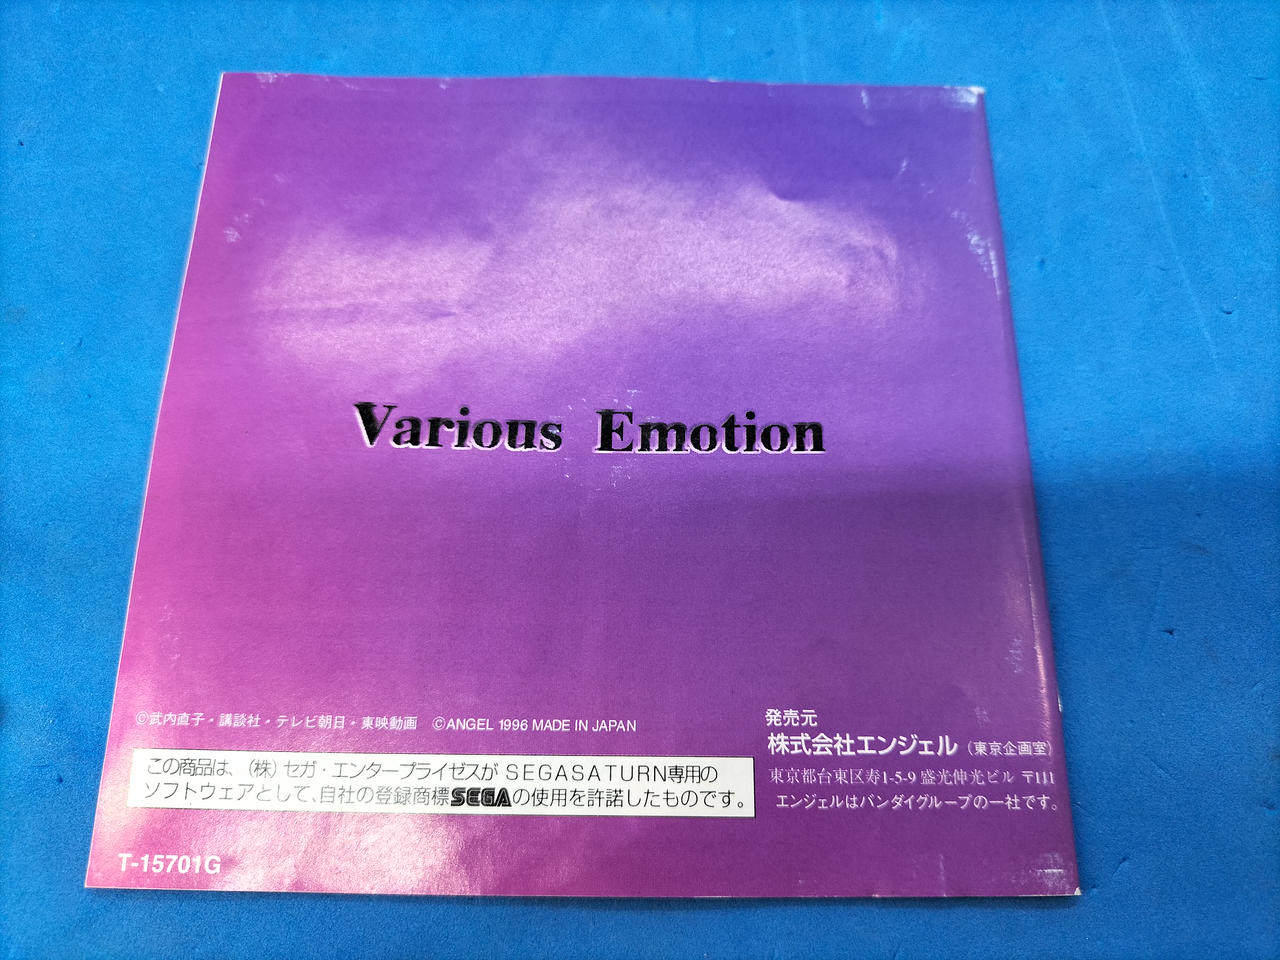 Various Emotion
©武内直子・講談社・テレビ朝日・東映動画 ©ANGEL 1996 MADE IN JAPAN
この商品は、(株)セガ・エンタープライゼスが SEGASATURN専用の
ソフトウェアとして、自社の登録商標SEGAの使用を許諾したものです。
T-15701G
発売元
株式会社エンジェル (東京企画室)
東京都台東区寿1-5-9 盛光伸光ビル 〒111
エンジェルはバンダイグループの一社です。